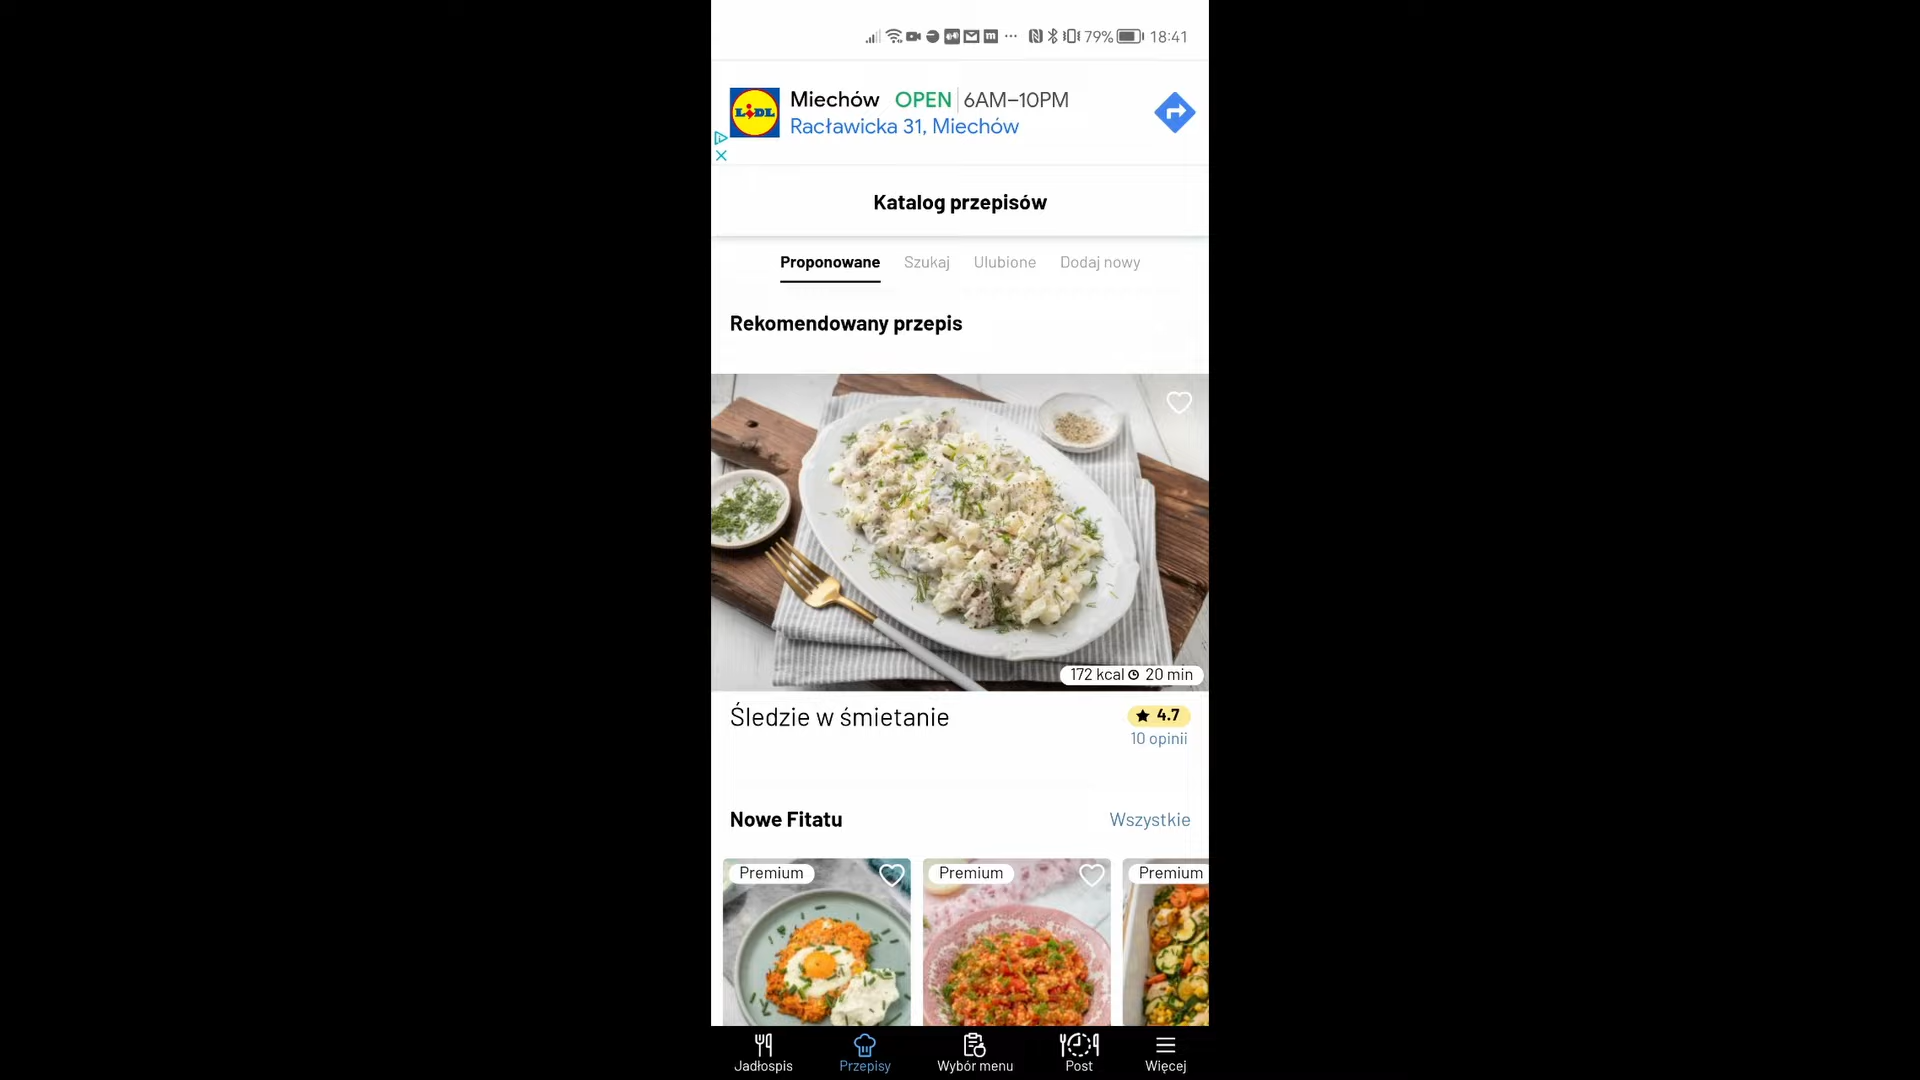 79% 18:41
LiDL
Miechów OPEN 6AM–10PM
Racławicka 31, Miechów
Katalog przepisów
Proponowane Szukaj Ulubione Dodaj nowy
Rekomendowany przepis
172 kcal 20 min
Śledzie w śmietanie
4.7
10 opinii
Nowe Fitatu
Wszystkie
Premium Premium Premium
Jadłospis Przepisy Wybór menu Post Więcej